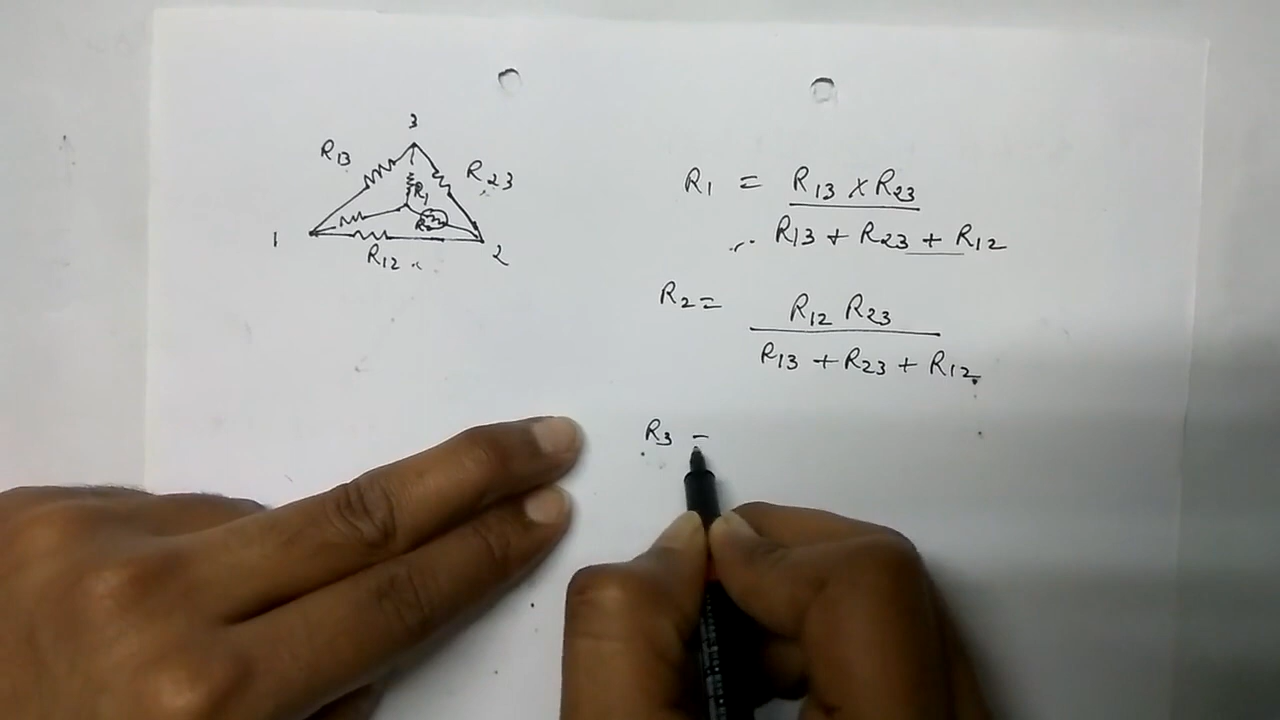 3
R13
R23
R1
R2
1
2
R12
R1 = R13 × R23
R13 + R23 + R12
R2 = R12 R23
R13 + R23 + R12
R3 -